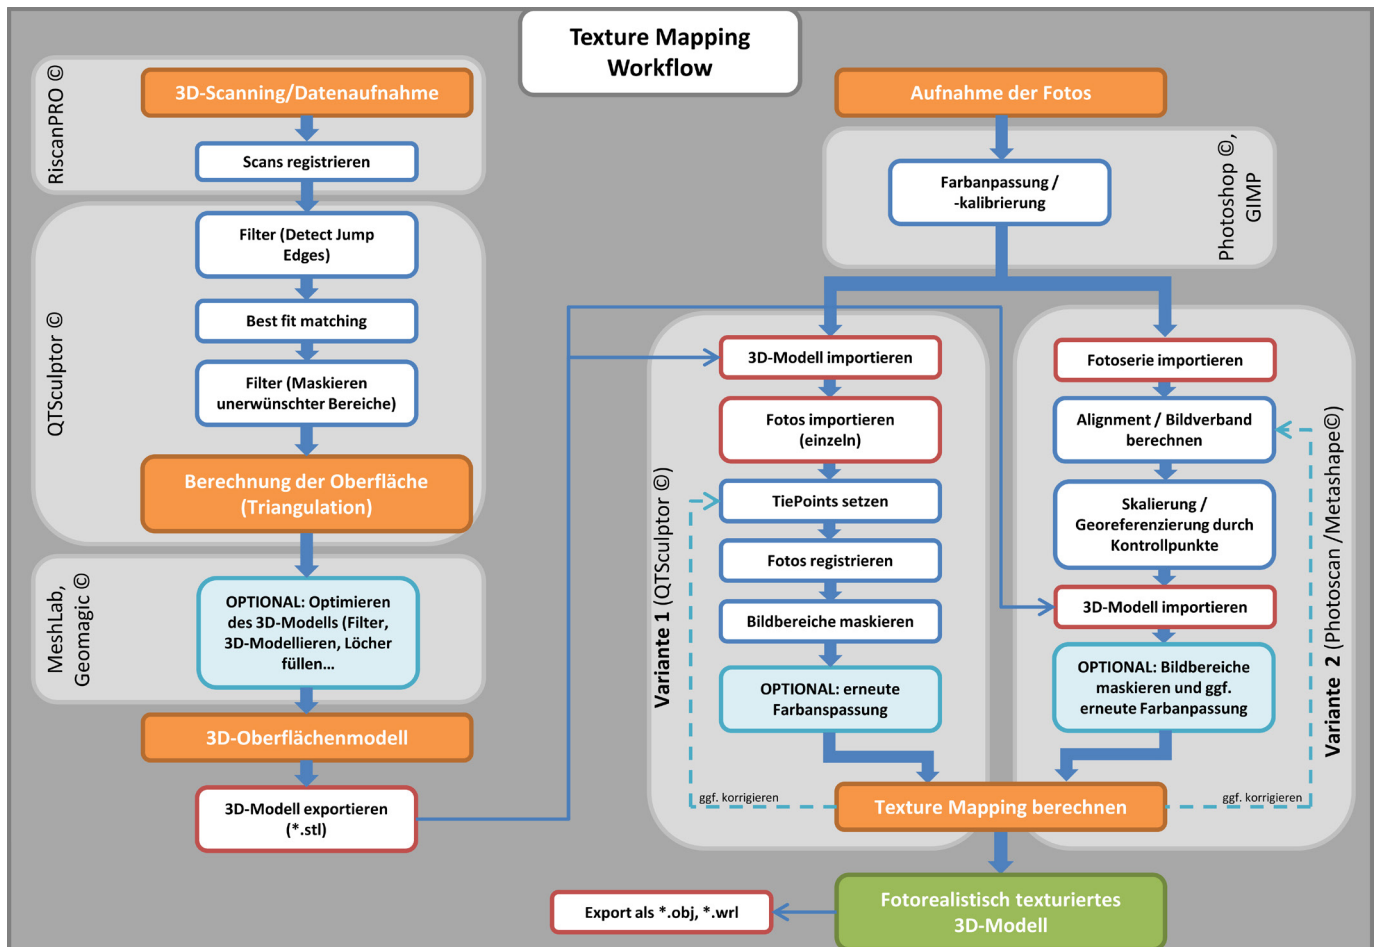 Texture Mapping
Workflow
RiscanPRO ©
3D-Scanning/Datenaufnahme
Scans registrieren
QTSculptor ©
Filter (Detect Jump
Edges)
Best fit matching
Filter (Maskieren
unerwünschter Bereiche)
Berechnung der Oberfläche
(Triangulation)
MeshLab,
Geomagic ©
OPTIONAL: Optimieren
des 3D-Modells (Filter,
3D-Modellieren, Löcher
füllen...
3D-Oberflächenmodell
3D-Modell exportieren
(*.stl)
Aufnahme der Fotos
Photoshop ©,
GIMP
Farbanpassung /
-kalibrierung
Variante 1 (QTSculptor ©)
3D-Modell importieren
Fotos importieren
(einzeln)
TiePoints setzen
Fotos registrieren
Bildbereiche maskieren
OPTIONAL: erneute
Farbanspassung
ggf. korrigieren
Variante 2 (Photoscan /Metashape©)
Fotoserie importieren
Alignment / Bildverband
berechnen
Skalierung /
Georeferenzierung durch
Kontrollpunkte
3D-Modell importieren
OPTIONAL: Bildbereiche
maskieren und ggf.
erneute Farbanpassung
ggf. korrigieren
Texture Mapping berechnen
Fotorealistisch texturiertes
3D-Modell
Export als *.obj, *.wrl